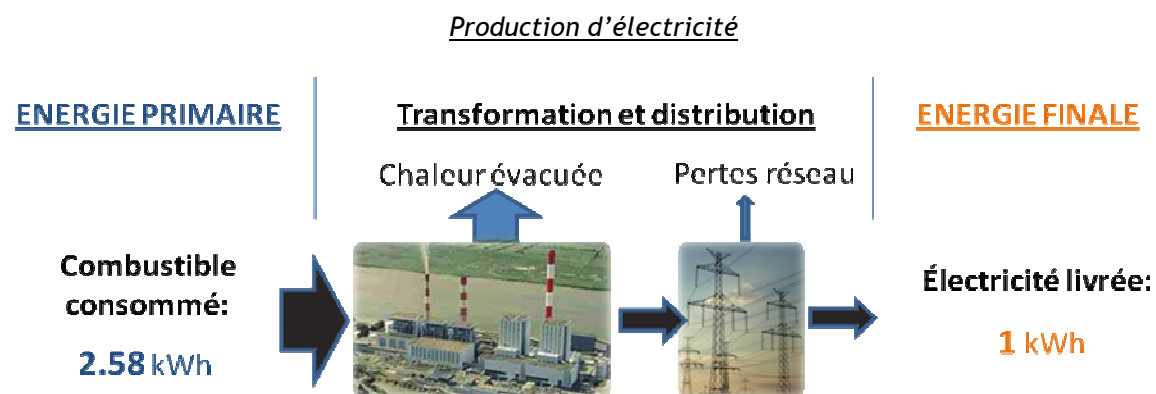 Production d’électricité
ENERGIE PRIMAIRE
Transformation et distribution
ENERGIE FINALE
Chaleur évacuée
Pertes réseau
Combustible
consommé:
2.58 kWh
Électricité livrée:
1 kWh